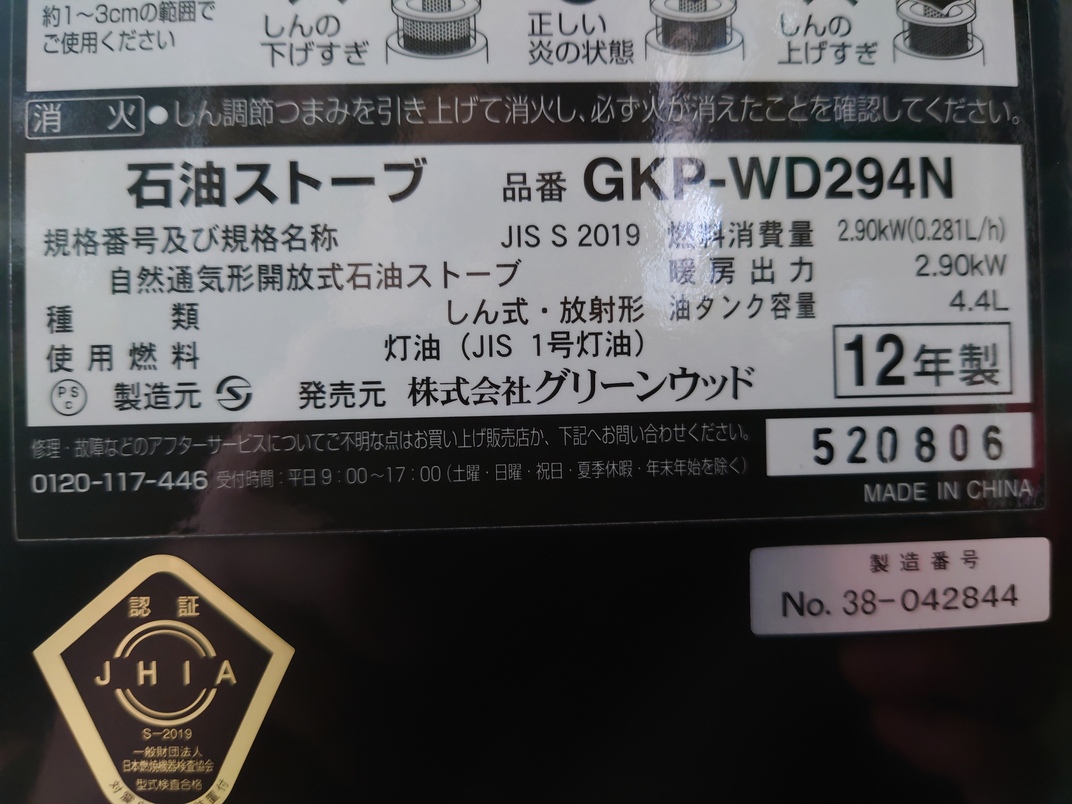 約1～3cmの範囲で
ご使用ください
しんの
下げすぎ
正しい
炎の状態
しんの
上げすぎ
消 火 ●しん調節つまみを引き上げて消火し、必ず火が消えたことを確認してください。
石油ストーブ 品番 GKP-WD294N
規格番号及び規格名称 JIS S 2019 燃料消費量 2.90kW(0.281L/h)
自然通気形開放式石油ストーブ 暖房出力 2.90kW
種 類 しん式・放射形 油タンク容量 4.4L
使用燃料 灯油（JIS 1号灯油）
12年製
PS
c
製造元 発売元 株式会社グリーンウッド
修理・故障などのアフターサービスについてご不明な点はお買い上げ販売店か、下記へお問い合わせください。
520806
0120-117-446 受付時間：平日9：00～17：00（土曜・日曜・祝日・夏季休暇・年末年始を除く）
MADE IN CHINA
製造番号
No. 38-042844
認 証
JHIA
S-2019
一般財団法人
日本燃焼機器検査協会
型式検査合格